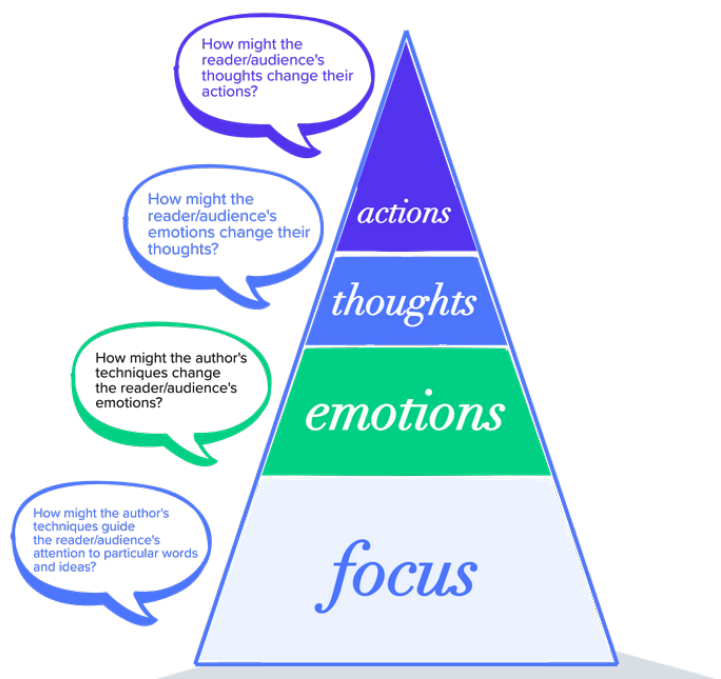 How might the
reader/audience's
thoughts change their
actions?
actions
How might the
reader/audience's
emotions change their
thoughts?
thoughts
How might the author's
techniques change
the reader/audience's
emotions?
emotions
How might the author's
techniques guide
the reader/audience's
attention to particular words
and ideas?
focus